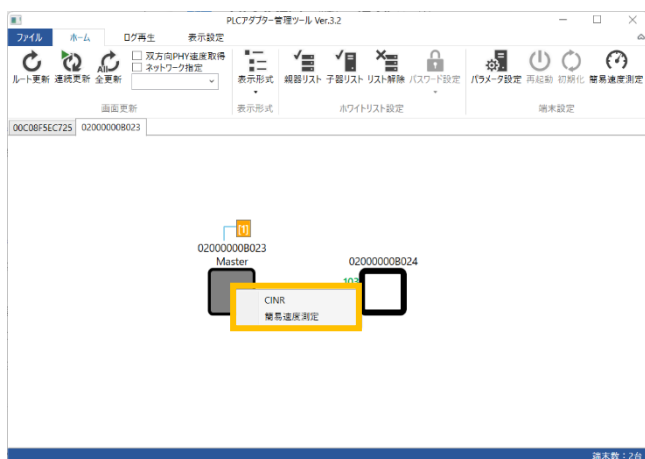 PLCアダプター管理ツール Ver.3.2
ファイル ホーム ログ再生 表示設定
双方向PHY速度取得
ネットワーク指定
ルート更新 連続更新 All 全更新 表示形式 親器リスト 子器リスト リスト解除 パスワード設定 パラメータ設定 再起動 初期化 簡易速度測定
画面更新 表示形式 ホワイトリスト設定 端末設定
00C08F5EC725 02000000B023
[1]
02000000B023
Master
02000000B024
103
CINR
簡易速度測定
端末数：2台